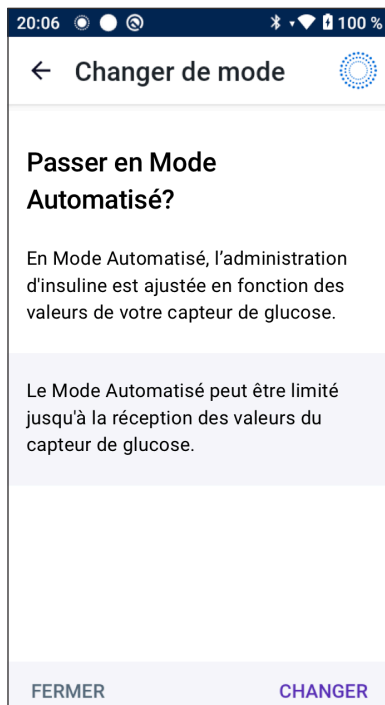 20:06 100 %
Changer de mode
Passer en Mode
Automatisé?
En Mode Automatisé, l’administration
d'insuline est ajustée en fonction des
valeurs de votre capteur de glucose.
Le Mode Automatisé peut être limité
jusqu'à la réception des valeurs du
capteur de glucose.
FERMER CHANGER